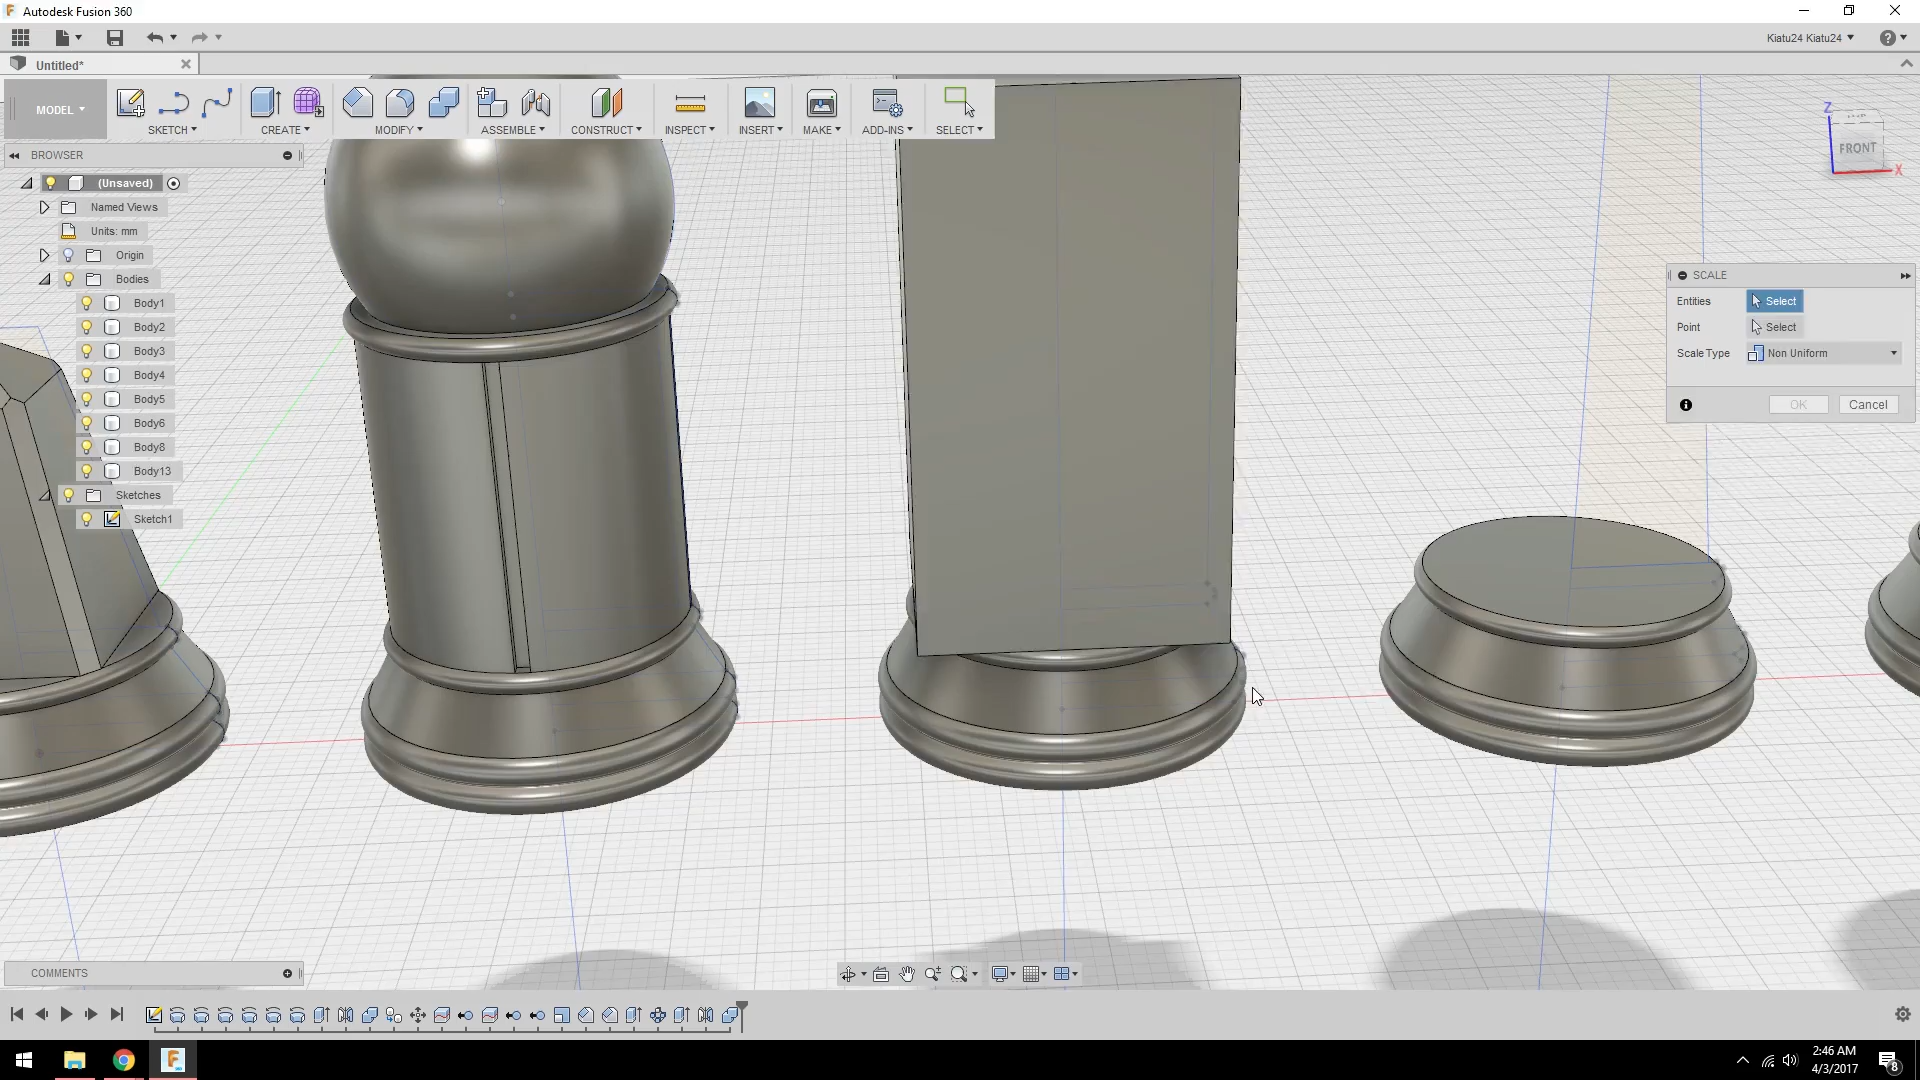 Autodesk Fusion 360
Kiatu24 Kiatu24
Untitled*
MODEL
SKETCH
CREATE
MODIFY
ASSEMBLE
CONSTRUCT
INSPECT
INSERT
MAKE
ADD-INS
SELECT
Z
FRONT
X
BROWSER
(Unsaved)
Named Views
Units: mm
Origin
Bodies
Body1
Body2
Body3
Body4
Body5
Body6
Body8
Body13
Sketches
Sketch1
SCALE
Entities Select
Point Select
Scale Type Non Uniform
OK Cancel
COMMENTS
2:46 AM
4/3/2017
8